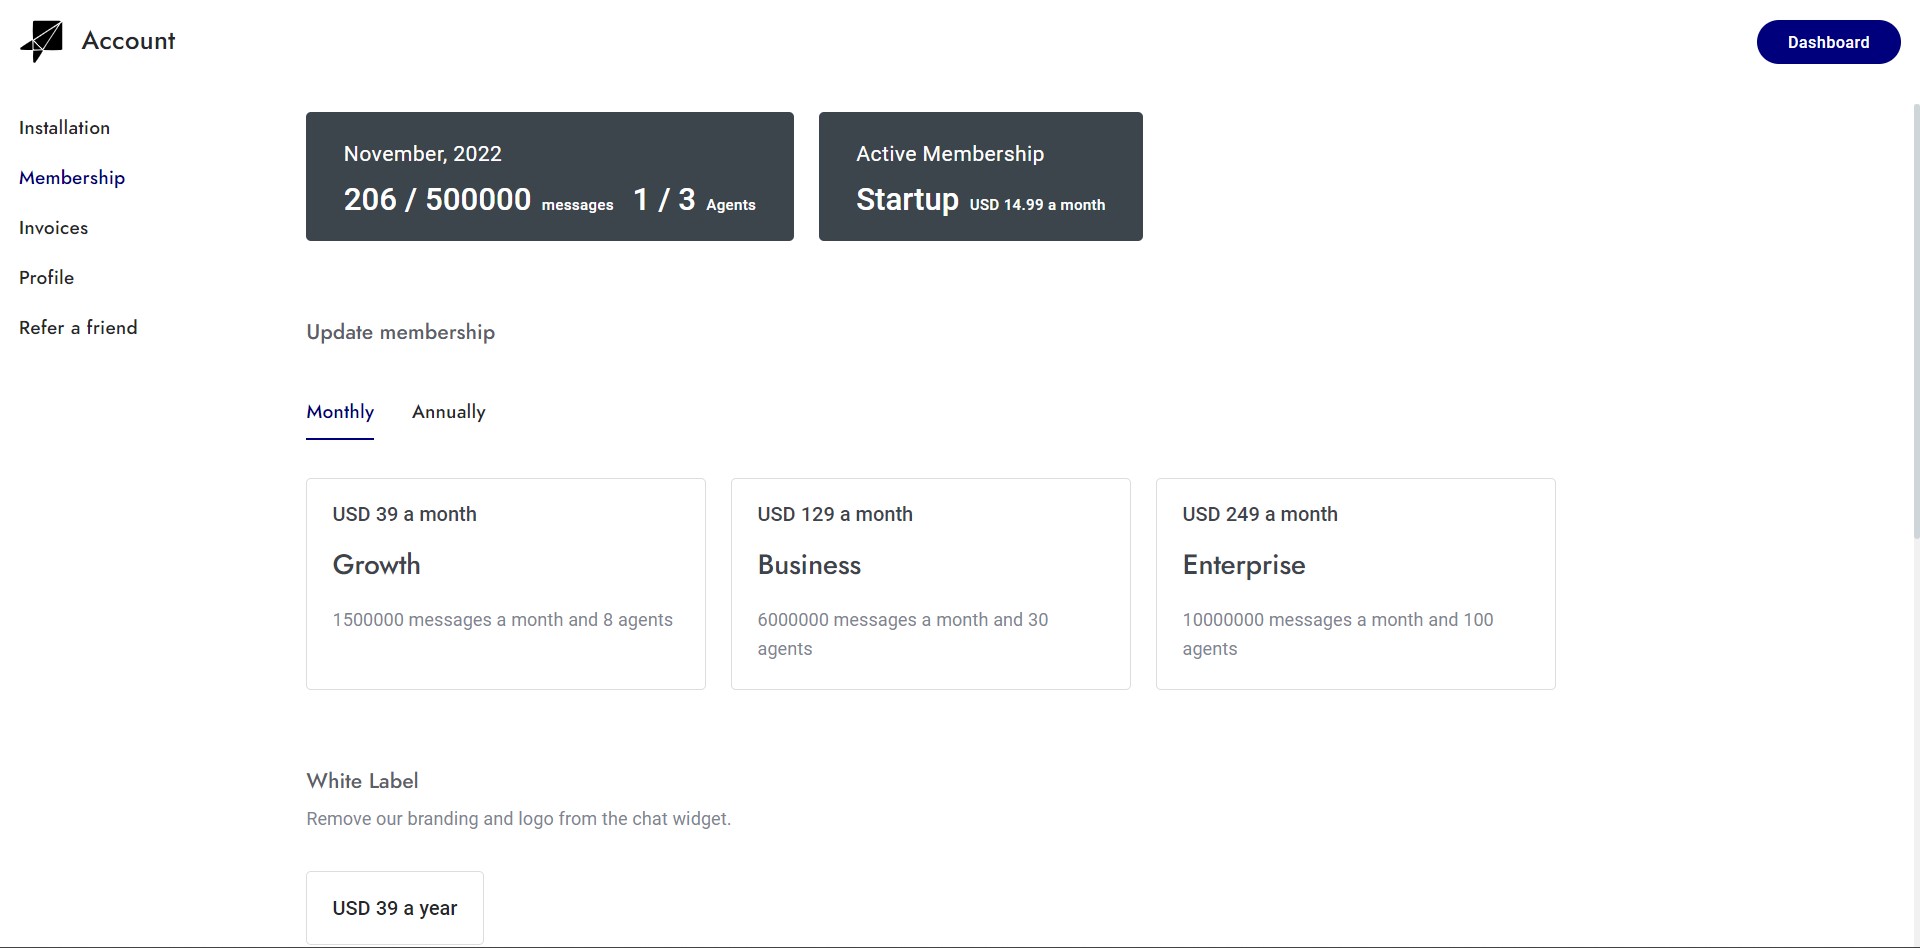 Account
Dashboard
Installation
Membership
Invoices
Profile
Refer a friend
November, 2022
206 / 500000 messages 1 / 3 Agents
Active Membership
Startup USD 14.99 a month
Update membership
Monthly Annually
USD 39 a month
Growth
1500000 messages a month and 8 agents
USD 129 a month
Business
6000000 messages a month and 30
agents
USD 249 a month
Enterprise
10000000 messages a month and 100
agents
White Label
Remove our branding and logo from the chat widget.
USD 39 a year